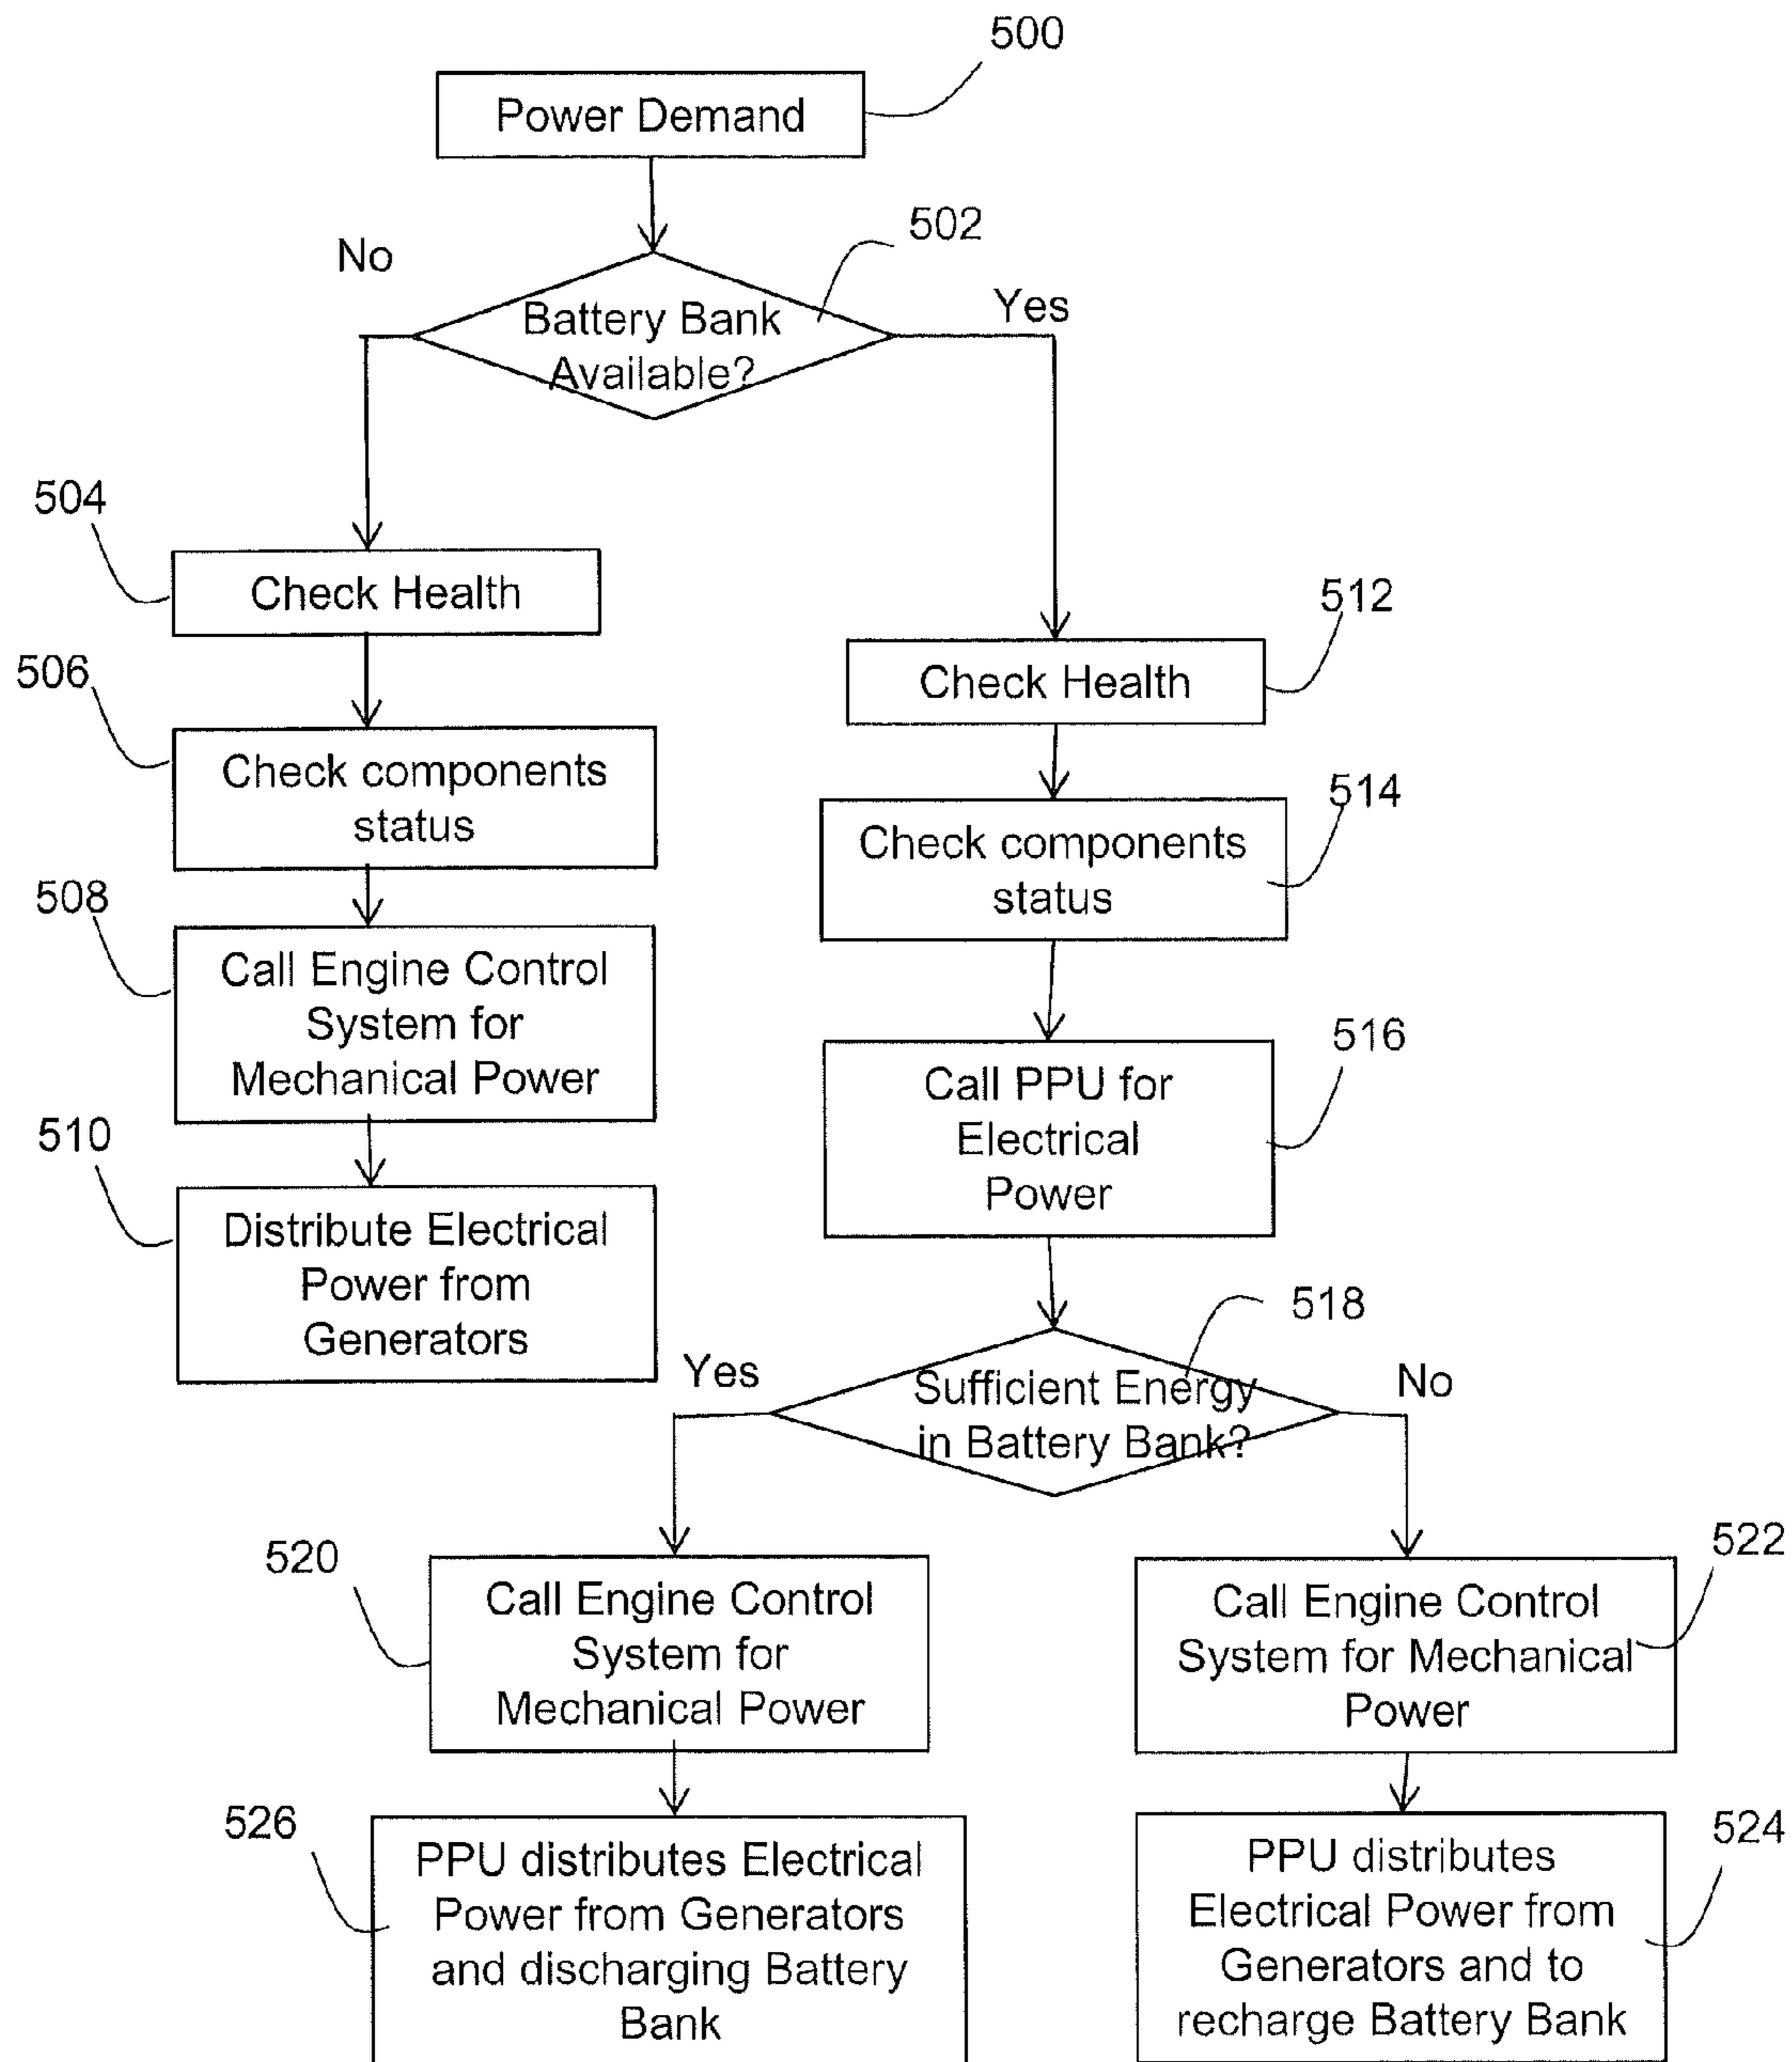 500
Power Demand
502
No
Yes
Battery Bank
Available?
504
Check Health
512
Check Health
506
Check components
status
514
Check components
status
508
Call Engine Control
System for
Mechanical Power
516
Call PPU for
Electrical
Power
510
Distribute Electrical
Power from
Generators
518
Yes
No
Sufficient Energy
in Battery Bank?
520
Call Engine Control
System for
Mechanical Power
522
Call Engine Control
System for Mechanical
Power
526
PPU distributes Electrical
Power from Generators
and discharging Battery
Bank
524
PPU distributes
Electrical Power from
Generators and to
recharge Battery Bank